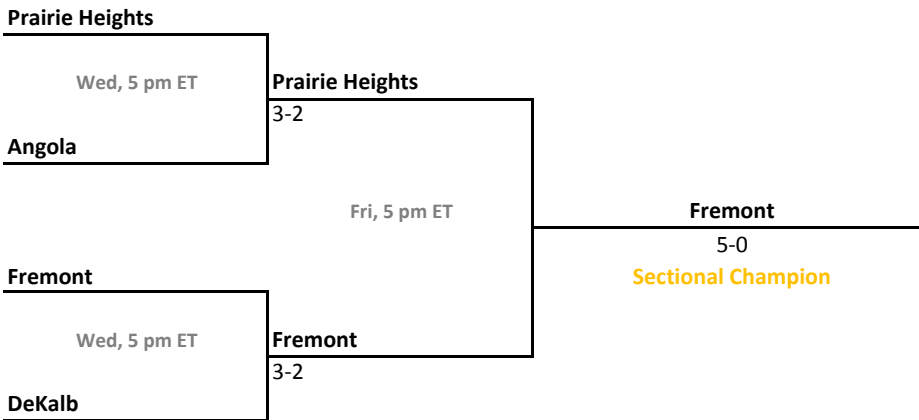 Prairie Heights
Wed, 5 pm ET
Prairie Heights
3-2
Angola
Fri, 5 pm ET
Fremont
5-0
Sectional Champion
Fremont
Wed, 5 pm ET
Fremont
3-2
DeKalb